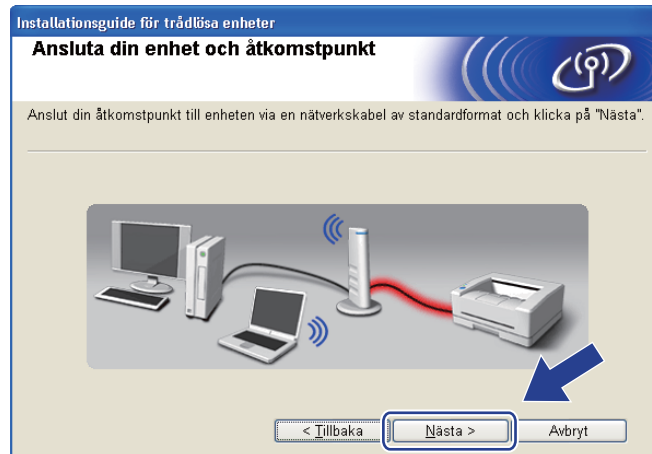 Installationsguide för trådlösa enheter
Ansluta din enhet och åtkomstpunkt
Anslut din åtkomstpunkt till enheten via en nätverkskabel av standardformat och klicka på "Nästa".
< Tillbaka
Nästa >
Avbryt